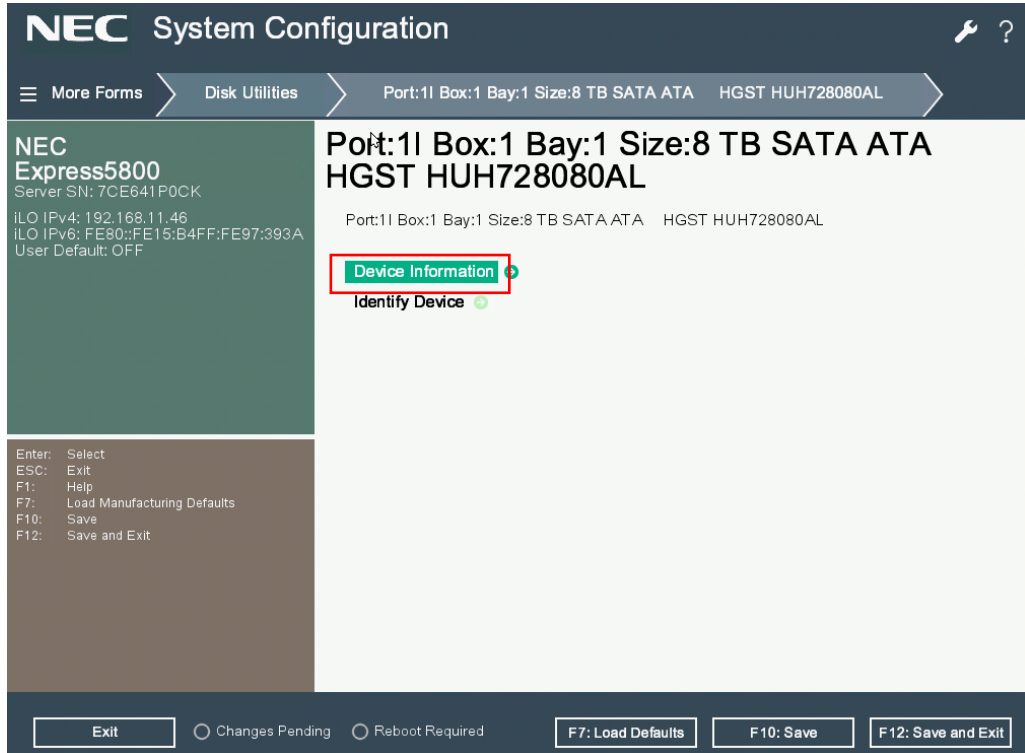 NEC System Configuration ?
More Forms Disk Utilities Port:1I Box:1 Bay:1 Size:8 TB SATA ATA HGST HUH728080AL
NEC
Express5800
Server SN: 7CE641P0CK
iLO IPv4: 192.168.11.46
iLO IPv6: FE80::FE15:B4FF:FE97:393A
User Default: OFF
Enter: Select
ESC: Exit
F1: Help
F7: Load Manufacturing Defaults
F10: Save
F12: Save and Exit
Port:1I Box:1 Bay:1 Size:8 TB SATA ATA
HGST HUH728080AL
Port:1I Box:1 Bay:1 Size:8 TB SATA ATA HGST HUH728080AL
Device Information
Identify Device
Exit Changes Pending Reboot Required F7: Load Defaults F10: Save F12: Save and Exit